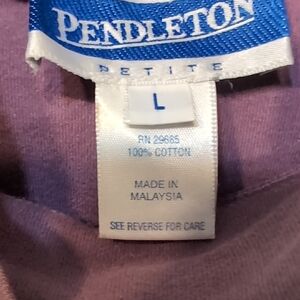 PENDLETON
PETITE
L
RN 29685
100% COTTON
MADE IN
MALAYSIA
SEE REVERSE FOR CARE